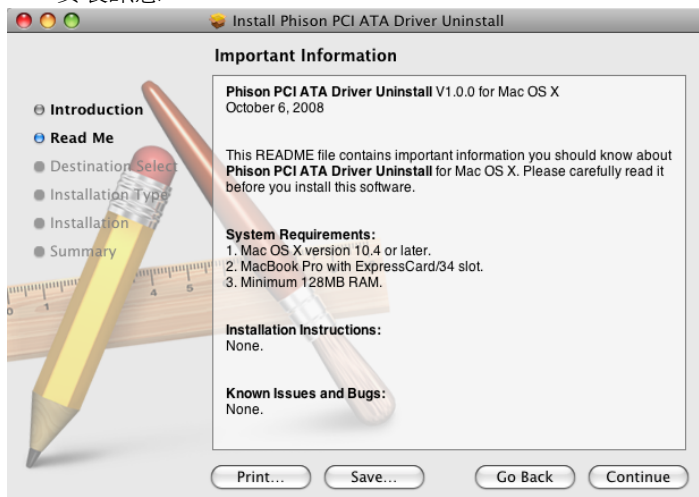 Install Phison PCI ATA Driver Uninstall
Important Information
Introduction
Read Me
Destination Select
Installation Type
Installation
Summary
Phison PCI ATA Driver Uninstall V1.0.0 for Mac OS X
October 6, 2008
This README file contains important information you should know about
Phison PCI ATA Driver Uninstall for Mac OS X. Please carefully read it
before you install this software.
System Requirements:
1. Mac OS X version 10.4 or later.
2. MacBook Pro with ExpressCard/34 slot.
3. Minimum 128MB RAM.
Installation Instructions:
None.
Known Issues and Bugs:
None.
0 1 4 5
Print... Save... Go Back Continue